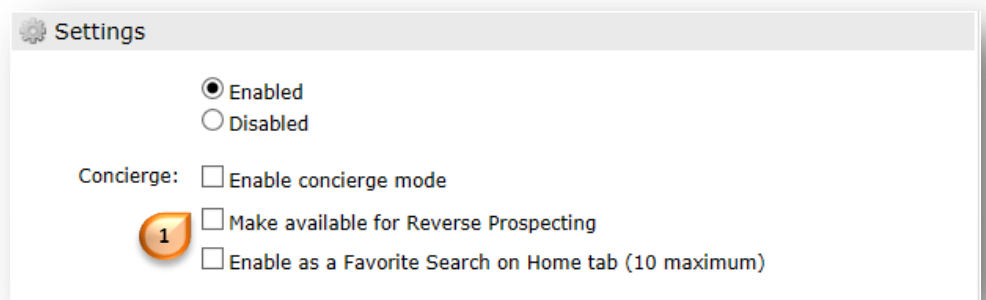 Settings
Enabled
Disabled
Concierge: Enable concierge mode
1 Make available for Reverse Prospecting
Enable as a Favorite Search on Home tab (10 maximum)